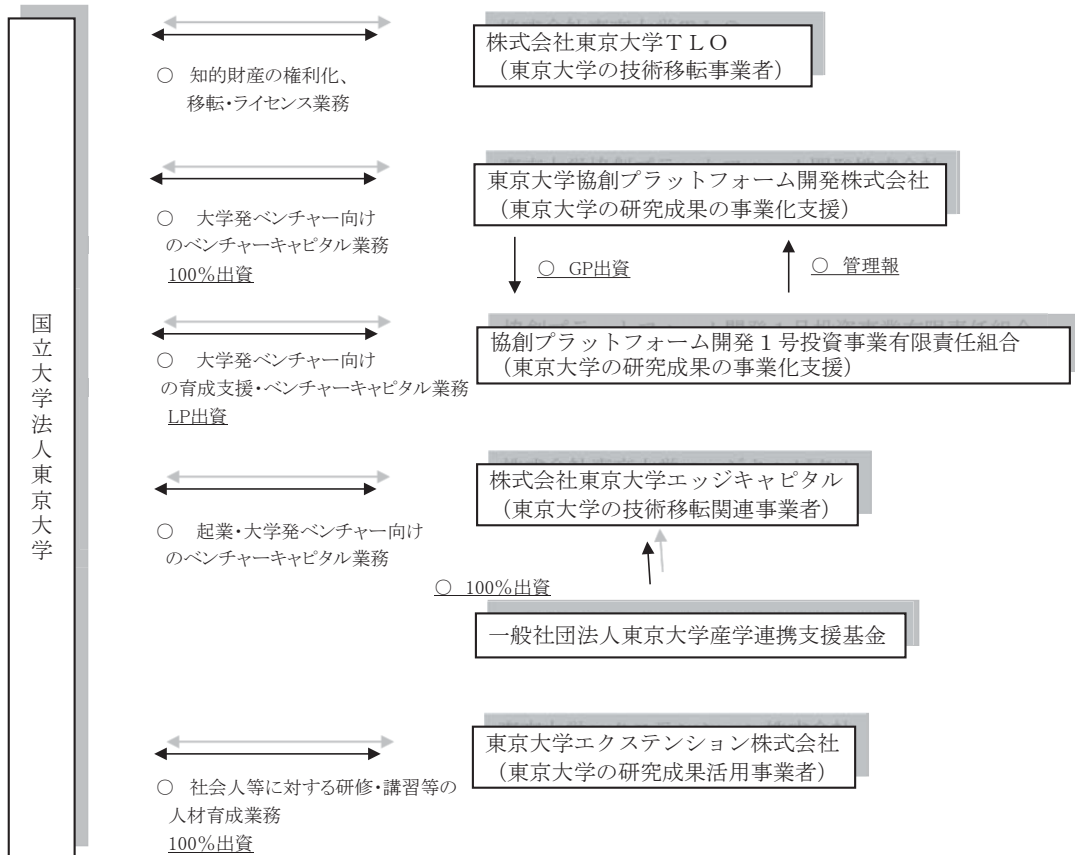 国立大学法人東京大学
株式会社東京大学TLO
(東京大学の技術移転事業者)
○ 知的財産の権利化、
移転・ライセンス業務
東京大学協創プラットフォーム開発株式会社
(東京大学の研究成果の事業化支援)
○ 大学発ベンチャー向け
のベンチャーキャピタル業務
100%出資
○ GP出資
○ 管理報
協創プラットフォーム開発1号投資事業有限責任組合
(東京大学の研究成果の事業化支援)
○ 大学発ベンチャー向け
の育成支援・ベンチャーキャピタル業務
LP出資
株式会社東京大学エッジキャピタル
(東京大学の技術移転関連事業者)
○ 起業・大学発ベンチャー向け
のベンチャーキャピタル業務
○ 100%出資
一般社団法人東京大学産学連携支援基金
東京大学エクステンション株式会社
(東京大学の研究成果活用事業者)
○ 社会人等に対する研修・講習等の
人材育成業務
100%出資